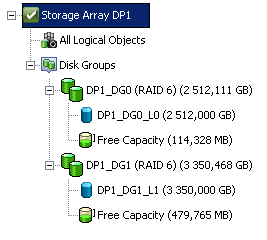 Storage Array DP1
All Logical Objects
Disk Groups
DP1_DG0 (RAID 6) (2 512,111 GB)
DP1_DG0_L0 (2 512,000 GB)
Free Capacity (114,328 MB)
DP1_DG1 (RAID 6) (3 350,468 GB)
DP1_DG1_L1 (3 350,000 GB)
Free Capacity (479,765 MB)